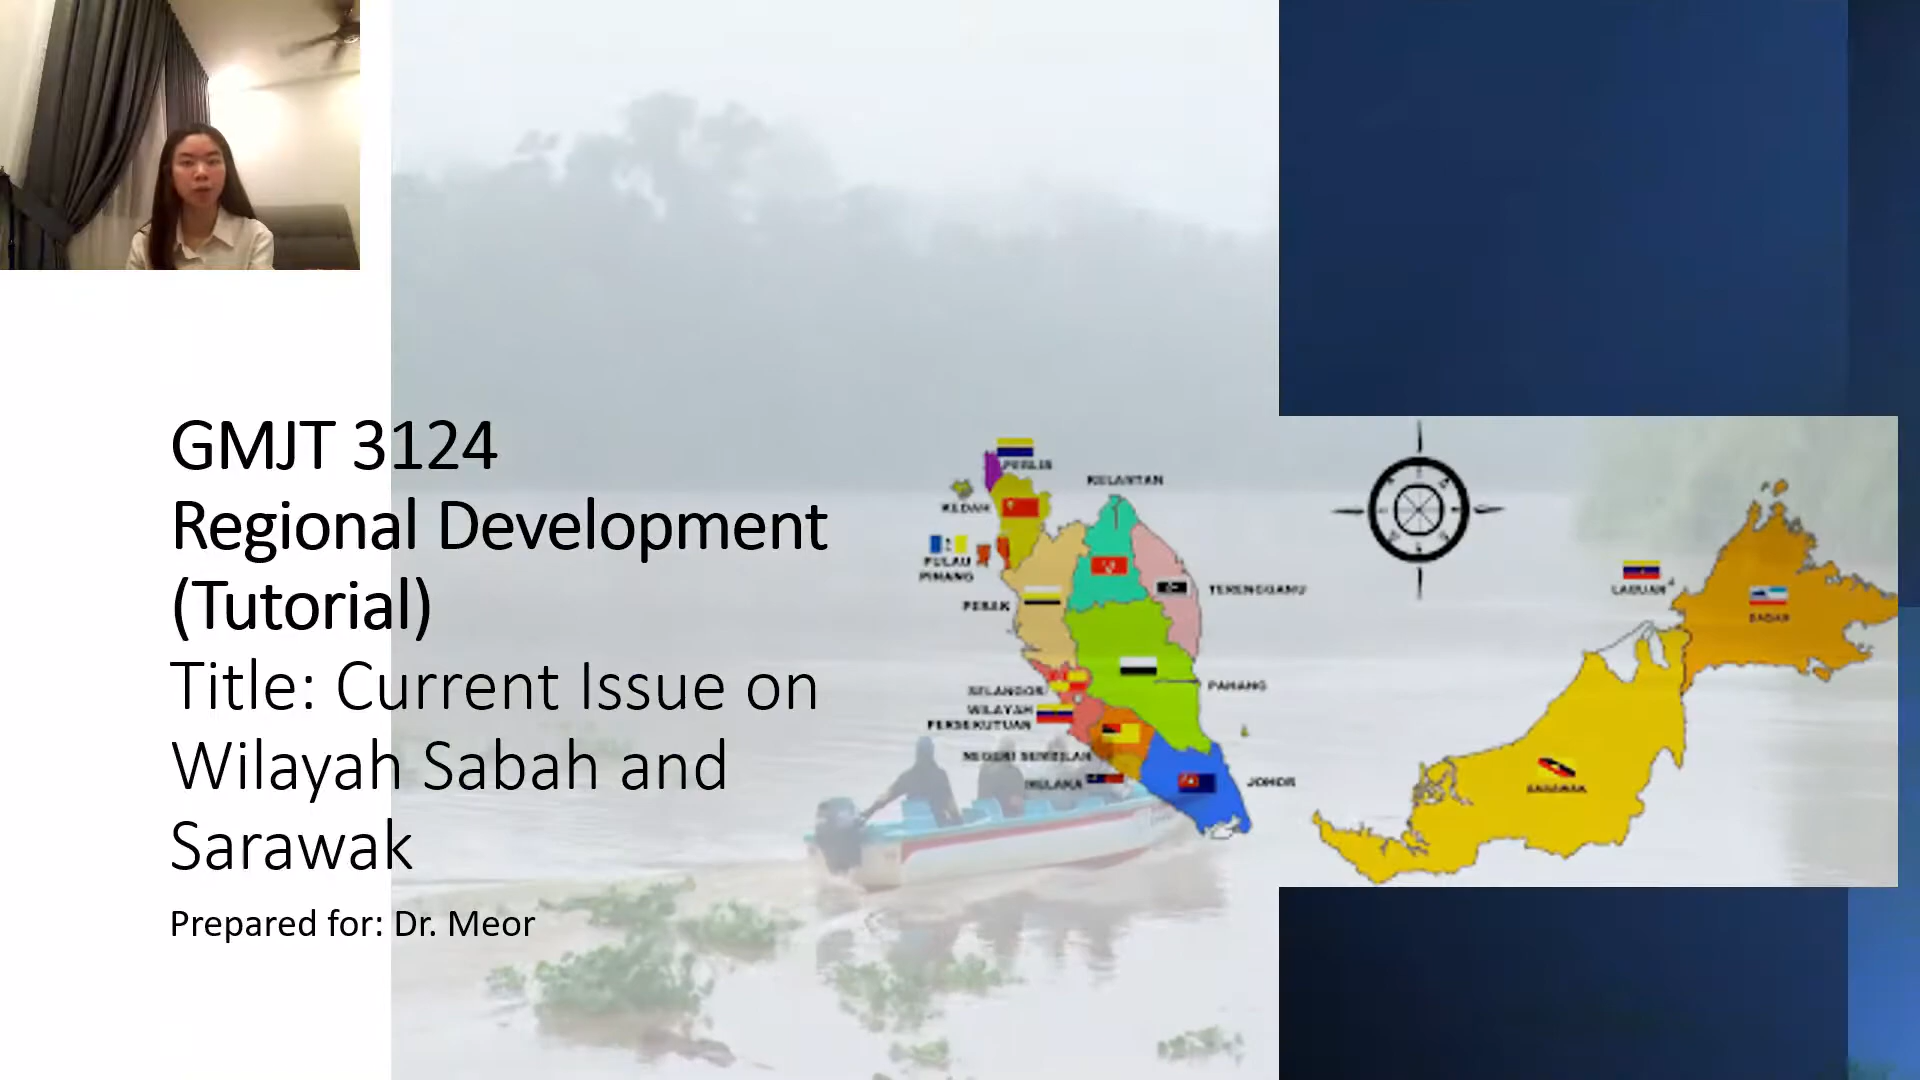 GMJT 3124
Regional Development
(Tutorial)
Title: Current Issue on
Wilayah Sabah and
Sarawak
Prepared for: Dr. Meor
PERLIS
KELANTAN
KEDAH
PULAU
PINANG
PERAK
TERENGGANU
SELANGOR
PAHANG
WILAYAH
PERSEKUTUAN
NEGERI SEMBILAN
MELAKA
JOHOR
LABUAN
SABAH
SARAWAK